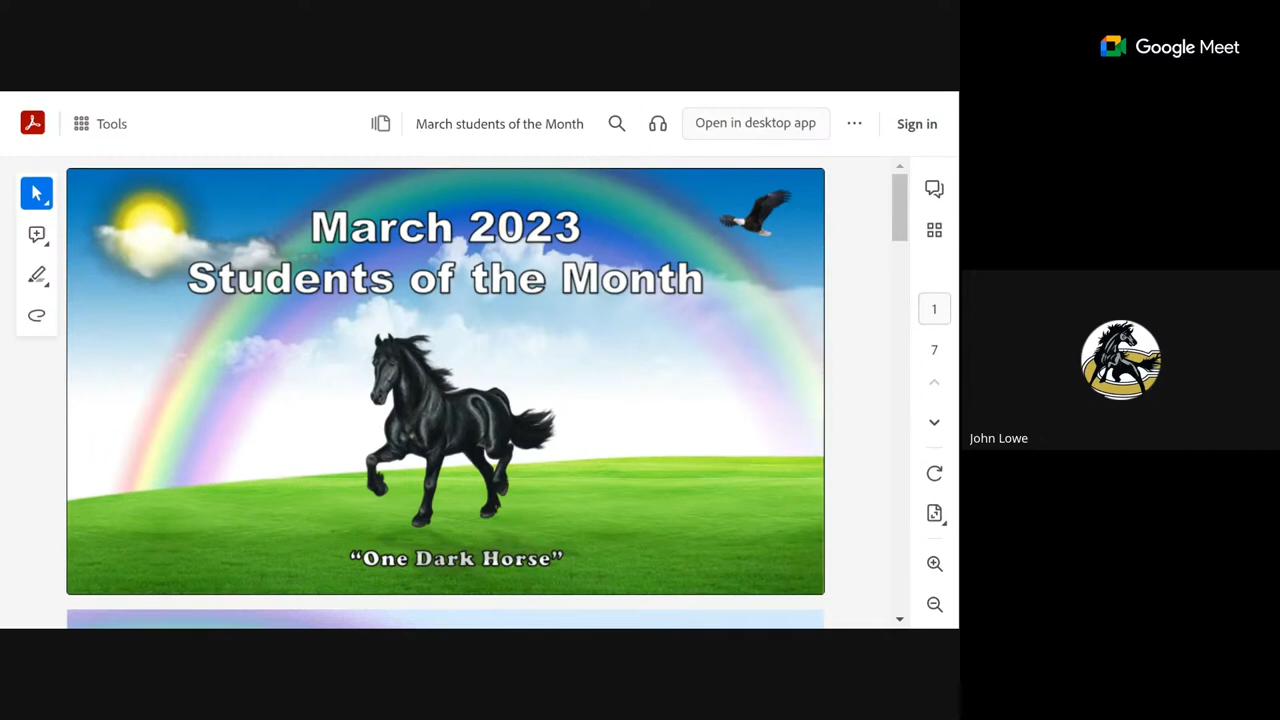 Google Meet
Tools
March students of the Month
Open in desktop app
Sign in
March 2023
Students of the Month
"One Dark Horse"
1
7
John Lowe